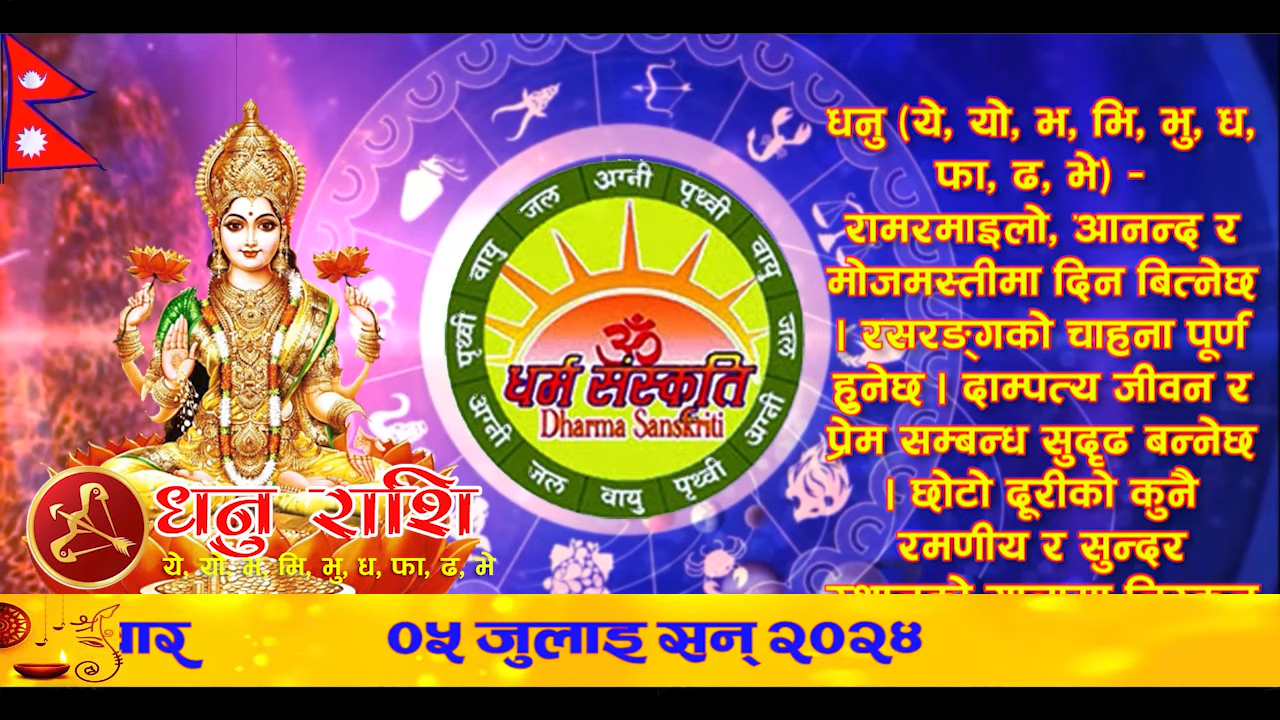 धनु (ये, यो, भ, भि, भु, ध,
फा, ढ, भे) -
रामरमाइलो, आनन्द र
मोजमस्तीमा दिन बित्नेछ
। रसरङ्गको चाहना पूर्ण
हुनेछ । दाम्पत्य जीवन र
प्रेम सम्बन्ध सुदृढ बन्नेछ
। छोटो दूरीको कुनै
रमणीय र सुन्दर
अग्नी
पृथ्वी
वायु
जल
अग्नी
पृथ्वी
वायु
जल
अग्नी
पृथ्वी
वायु
जल
ॐ
धर्म संस्कृति
Dharma Sanskriti
धनु राशि
ये, यो, भ, भि, भु, ध, फा, ढ, भे
श्री
०५ जुलाइ सन् २०२४